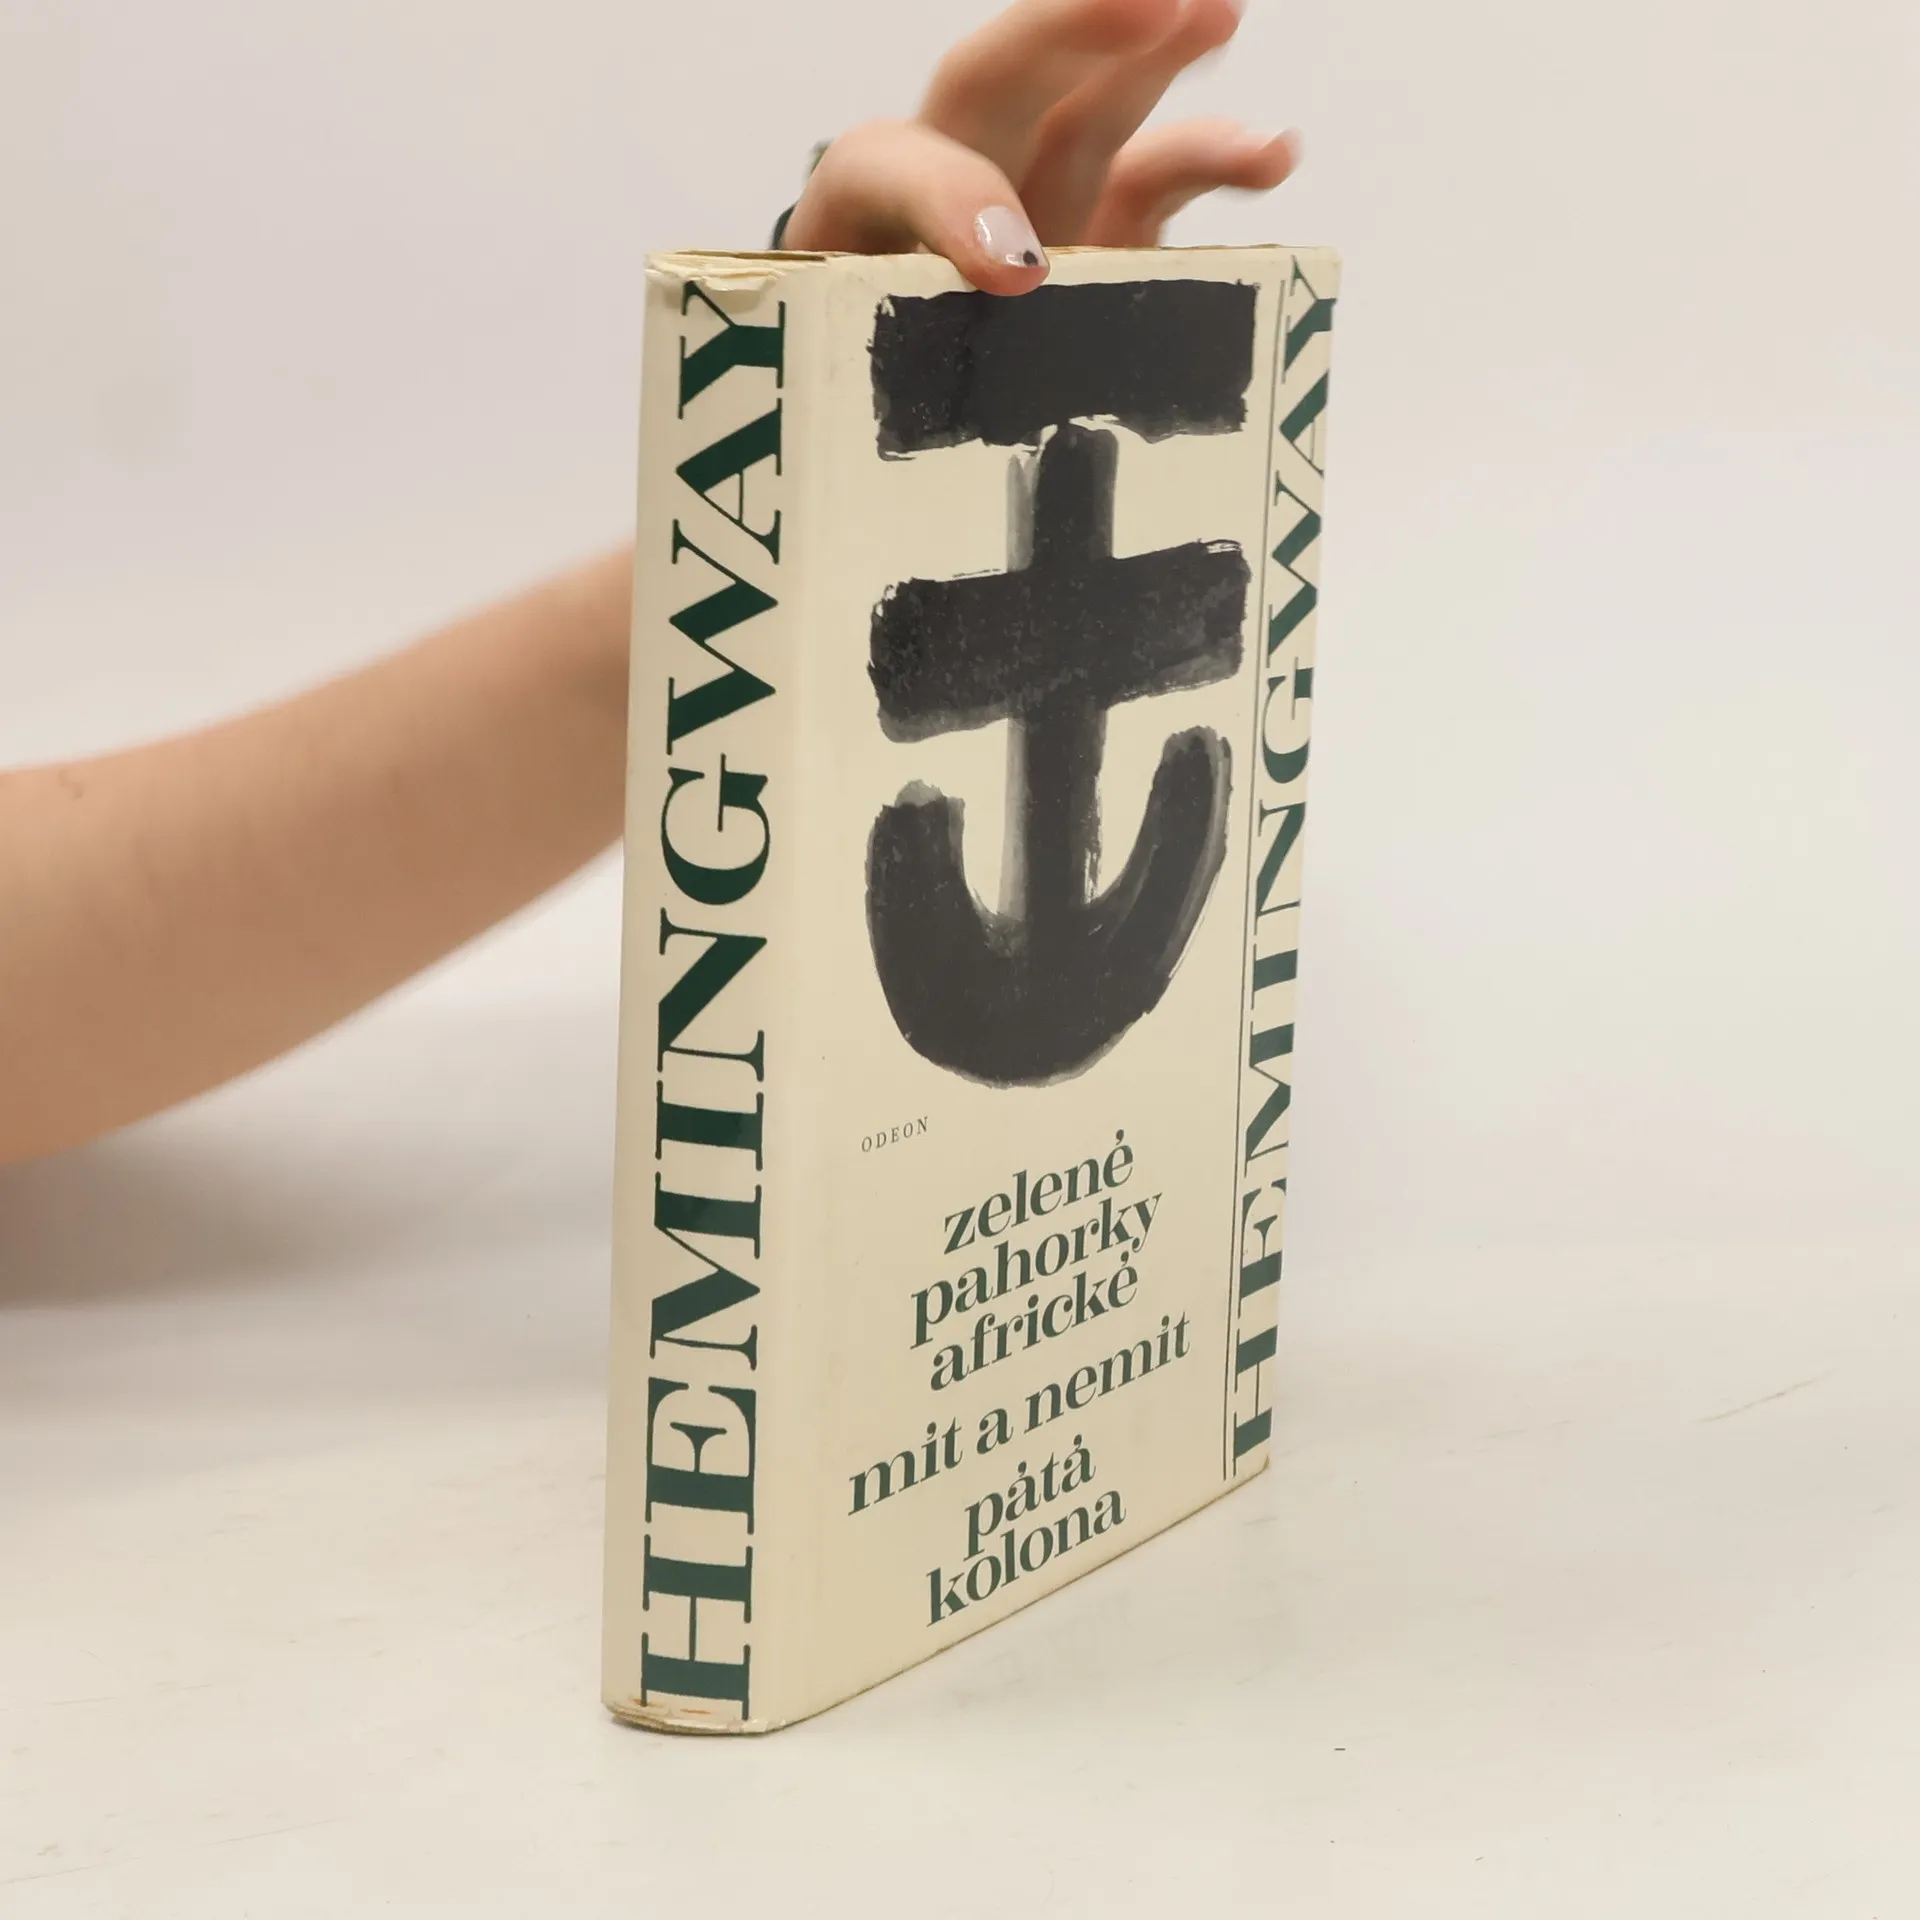 HEMINGWAY
ODEON
zelené
pahorky
africké
mít a nemít
pátá
kolona
HEMINGWAY